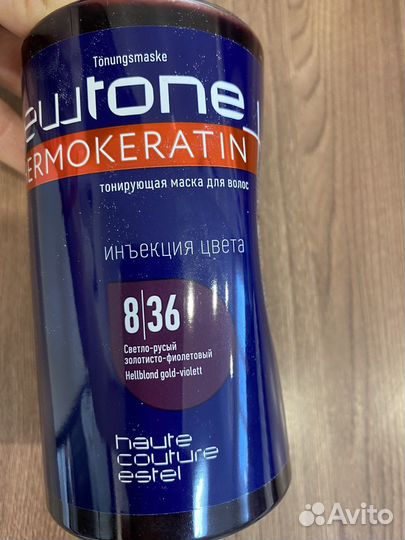 Tönungsmaske
ewtone
ERMOKERATIN
тонирующая маска для волос
инъекция цвета
8|36
Светло-русый
золотисто-фиолетовый
Hellblond gold-violett
haute
couture
estel
Avito